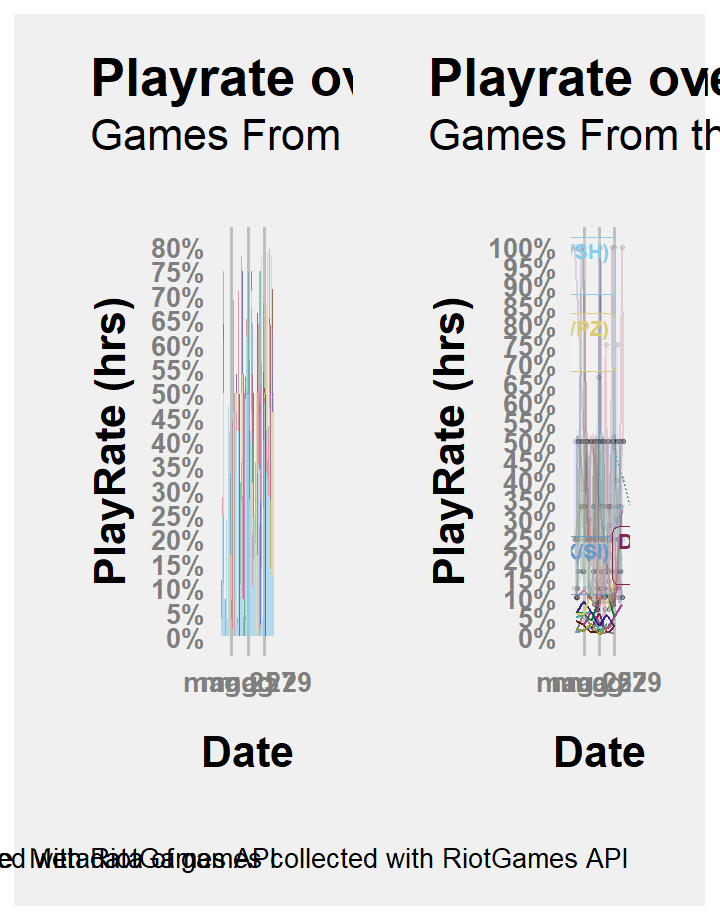 Playrate ov
Games From
PlayRate (hrs)
80%
75%
70%
65%
60%
55%
50%
45%
40%
35%
30%
25%
20%
15%
10%
5%
0%
Date
Playrate ove
Games From th
PlayRate (hrs)
100%
95%
90%
85%
80%
75%
70%
65%
60%
55%
50%
45%
40%
35%
30%
25%
20%
15%
10%
5%
0%
/SH)
/PZ)
/SI)
D
Date
collected with RiotGames API